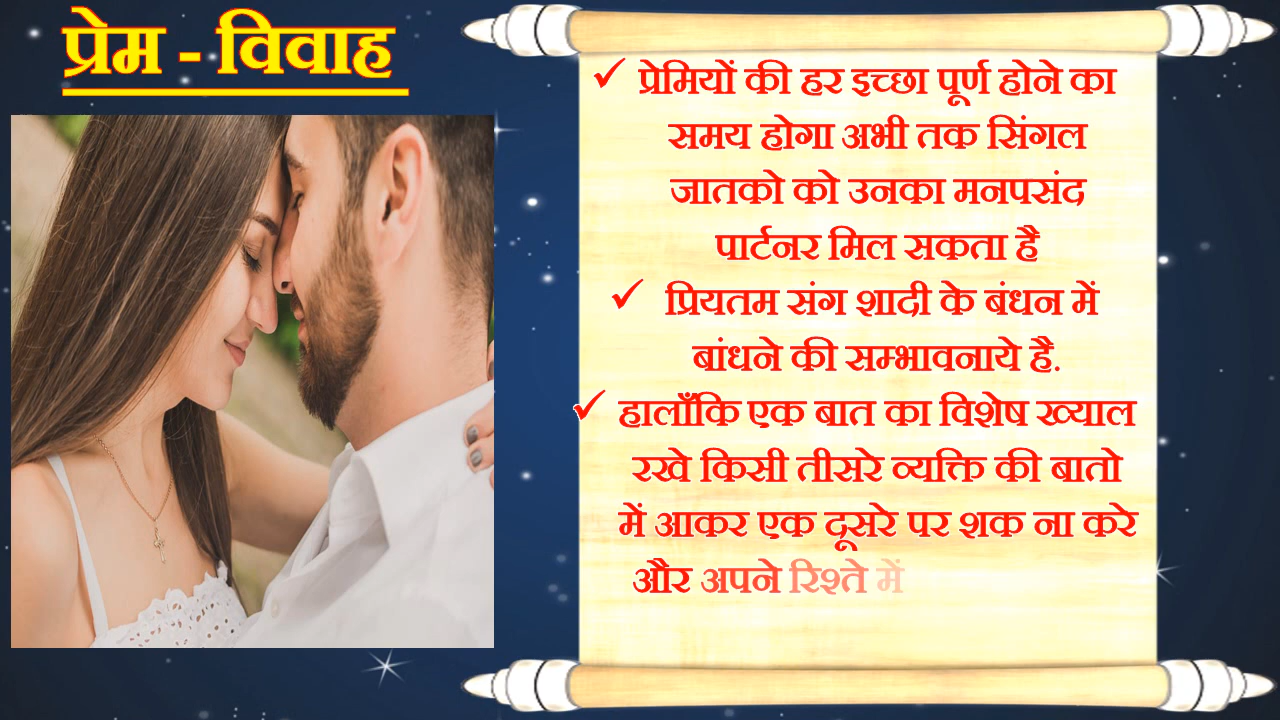 प्रेम - विवाह
✓ प्रेमियों की हर इच्छा पूर्ण होने का
समय होगा अभी तक सिंगल
जातको को उनका मनपसंद
पार्टनर मिल सकता है
✓ प्रियतम संग शादी के बंधन में
बांधने की सम्भावनाये है.
✓ हालाँकि एक बात का विशेष ख्याल
रखे किसी तीसरे व्यक्ति की बातो
में आकर एक दूसरे पर शक ना करे
और अपने रिश्ते में